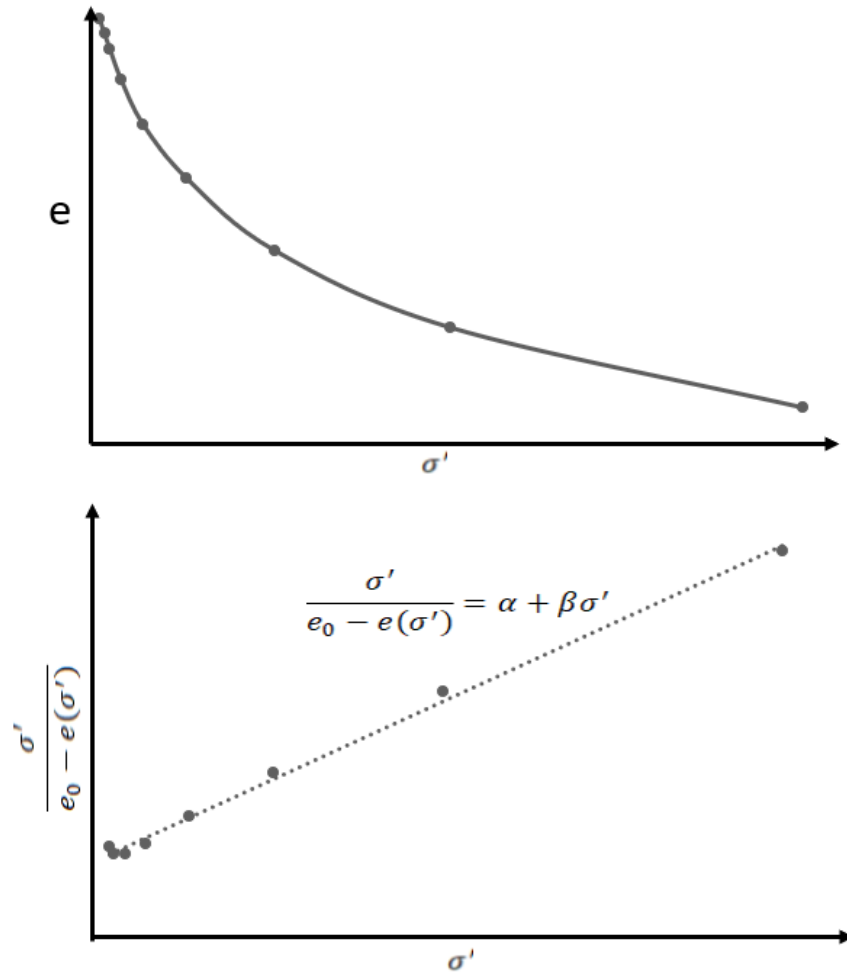 e
σ'
σ' / (e₀ − e(σ')) = α + βσ'
σ' / (e₀ − e(σ'))
σ'